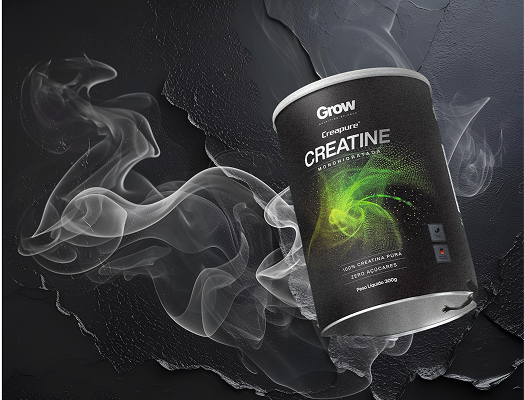 Grow
Creapure®
CREATINE
MONOHIDRATADA
100% CREATINA PURA
ZERO AÇÚCARES
Peso Líquido 300g